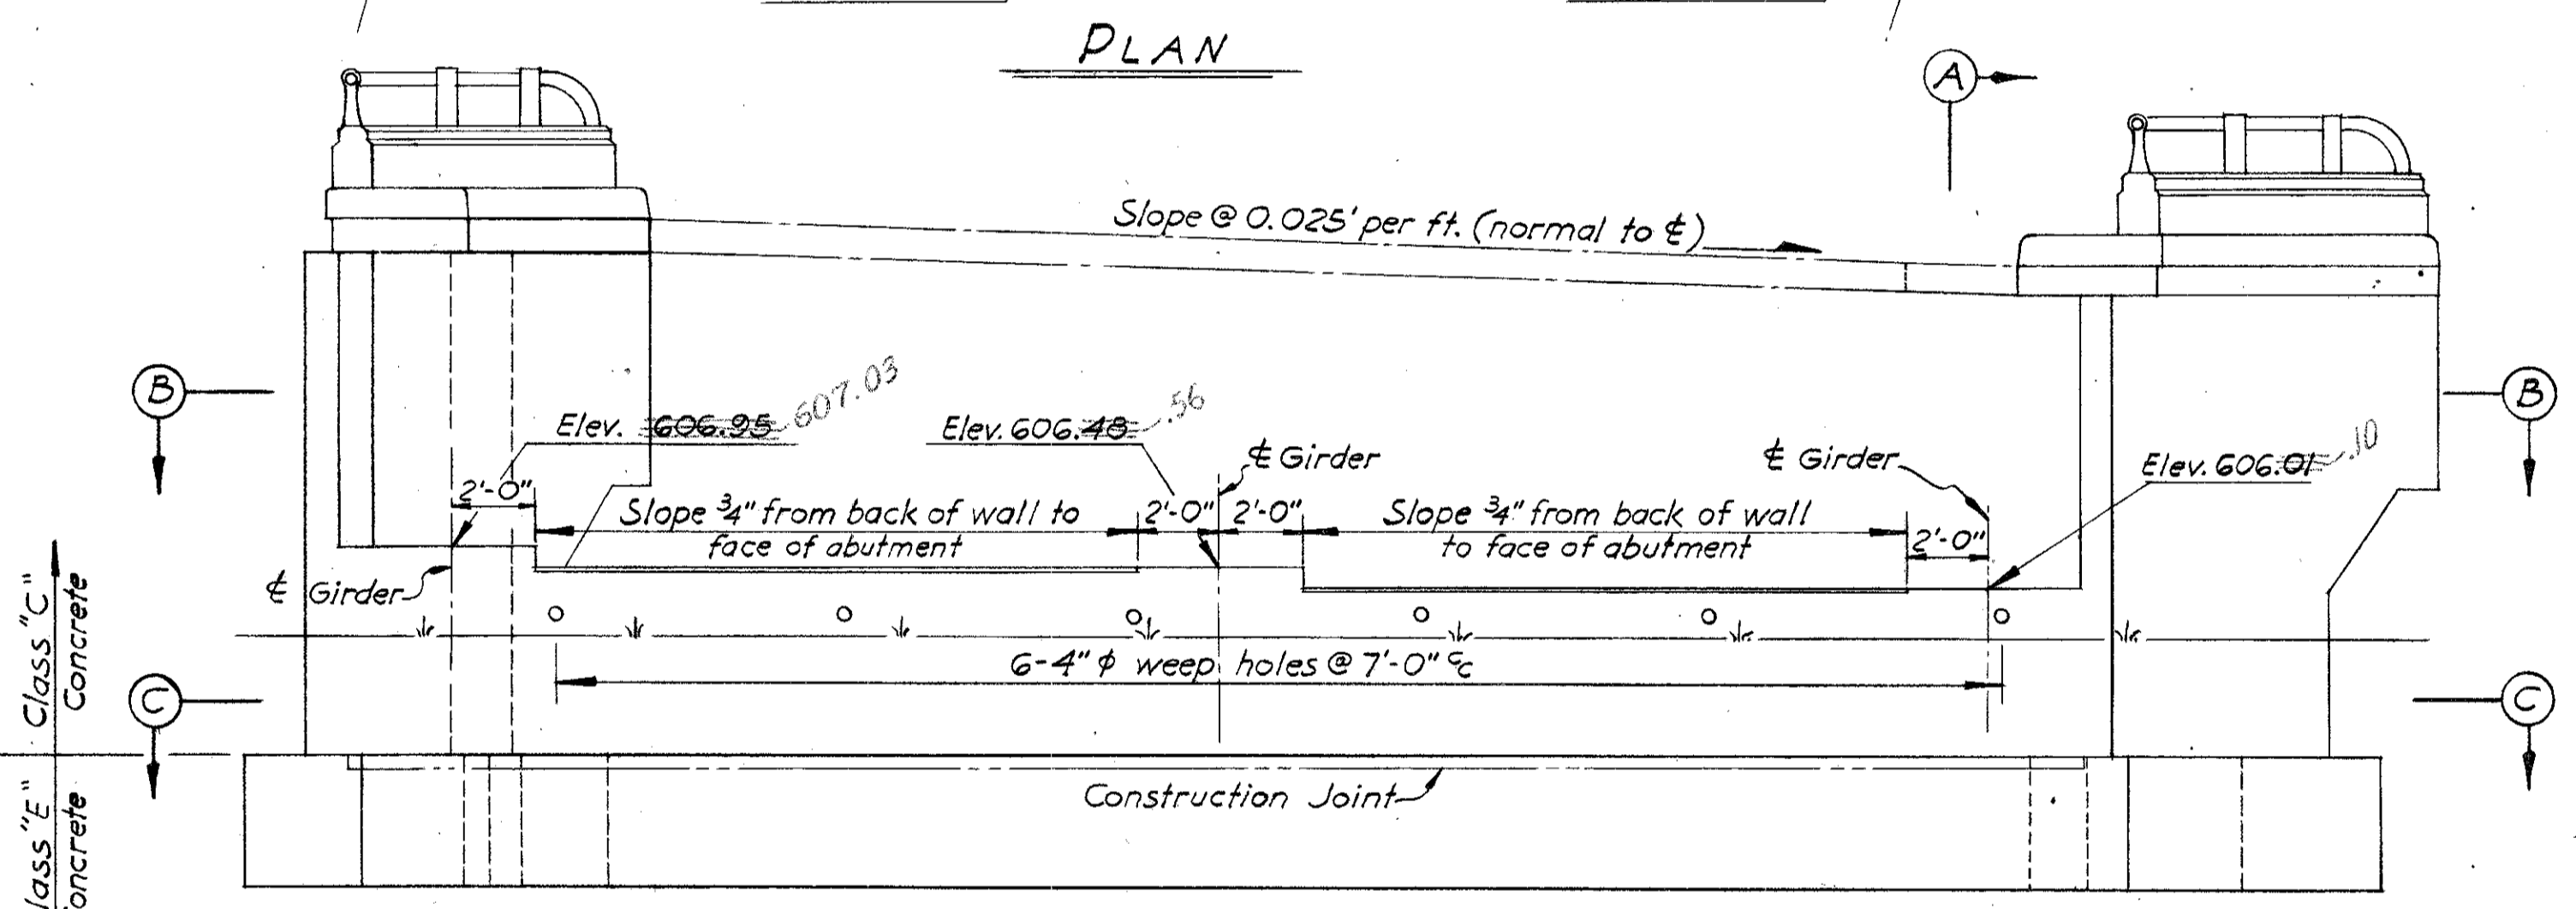 PLAN
A
Slope @ 0.025' per ft. (normal to ℄)
B
B
Elev. 606.95 607.03
Elev. 606.48 .56
℄ Girder
℄ Girder
Elev. 606.01 .10
2'-0"
Slope ¾" from back of wall to
face of abutment
2'-0" 2'-0"
Slope ¾" from back of wall
to face of abutment
2'-0"
℄ Girder
6-4" ϕ weep holes @ 7'-0" c/c
Class "C"
Concrete
C
C
Construction Joint
lass "E"
oncrete